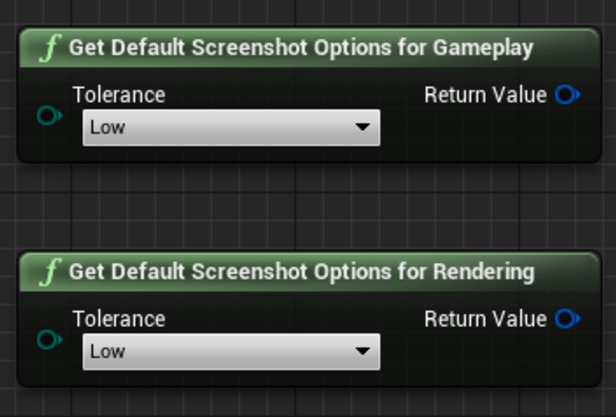 f Get Default Screenshot Options for Gameplay
Tolerance Return Value
Low
f Get Default Screenshot Options for Rendering
Tolerance Return Value
Low